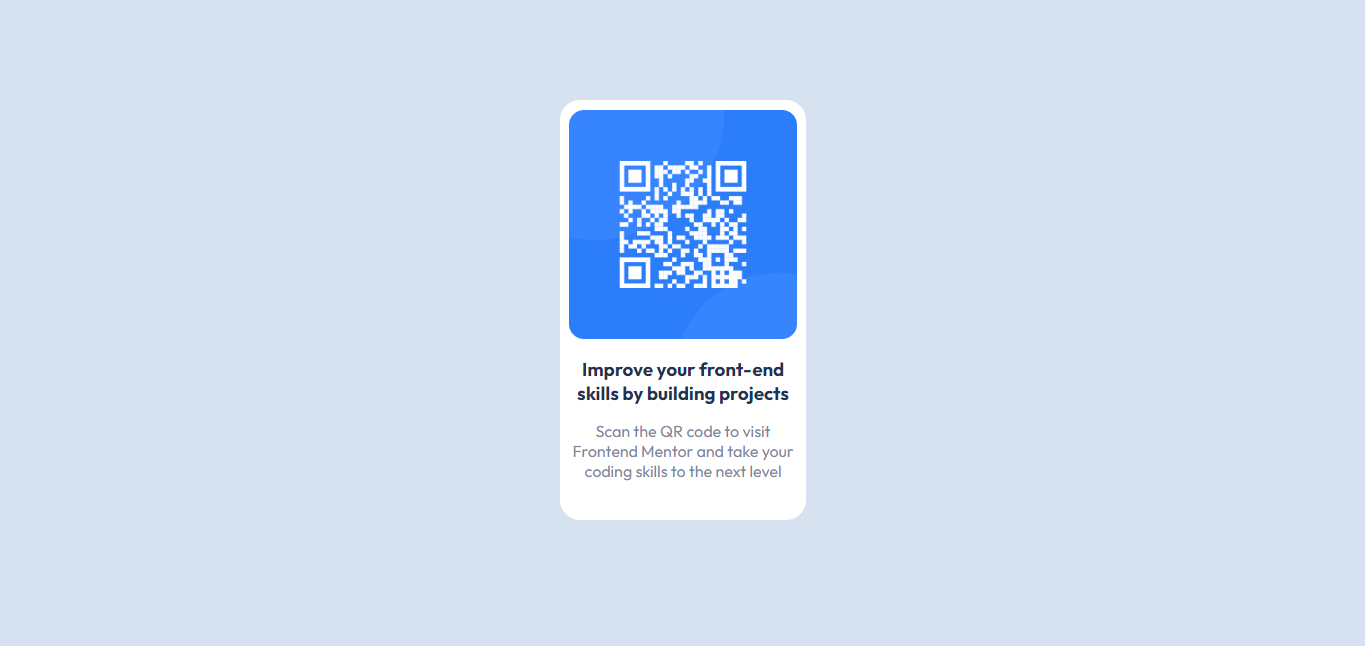 Improve your front-end
skills by building projects
Scan the QR code to visit
Frontend Mentor and take your
coding skills to the next level